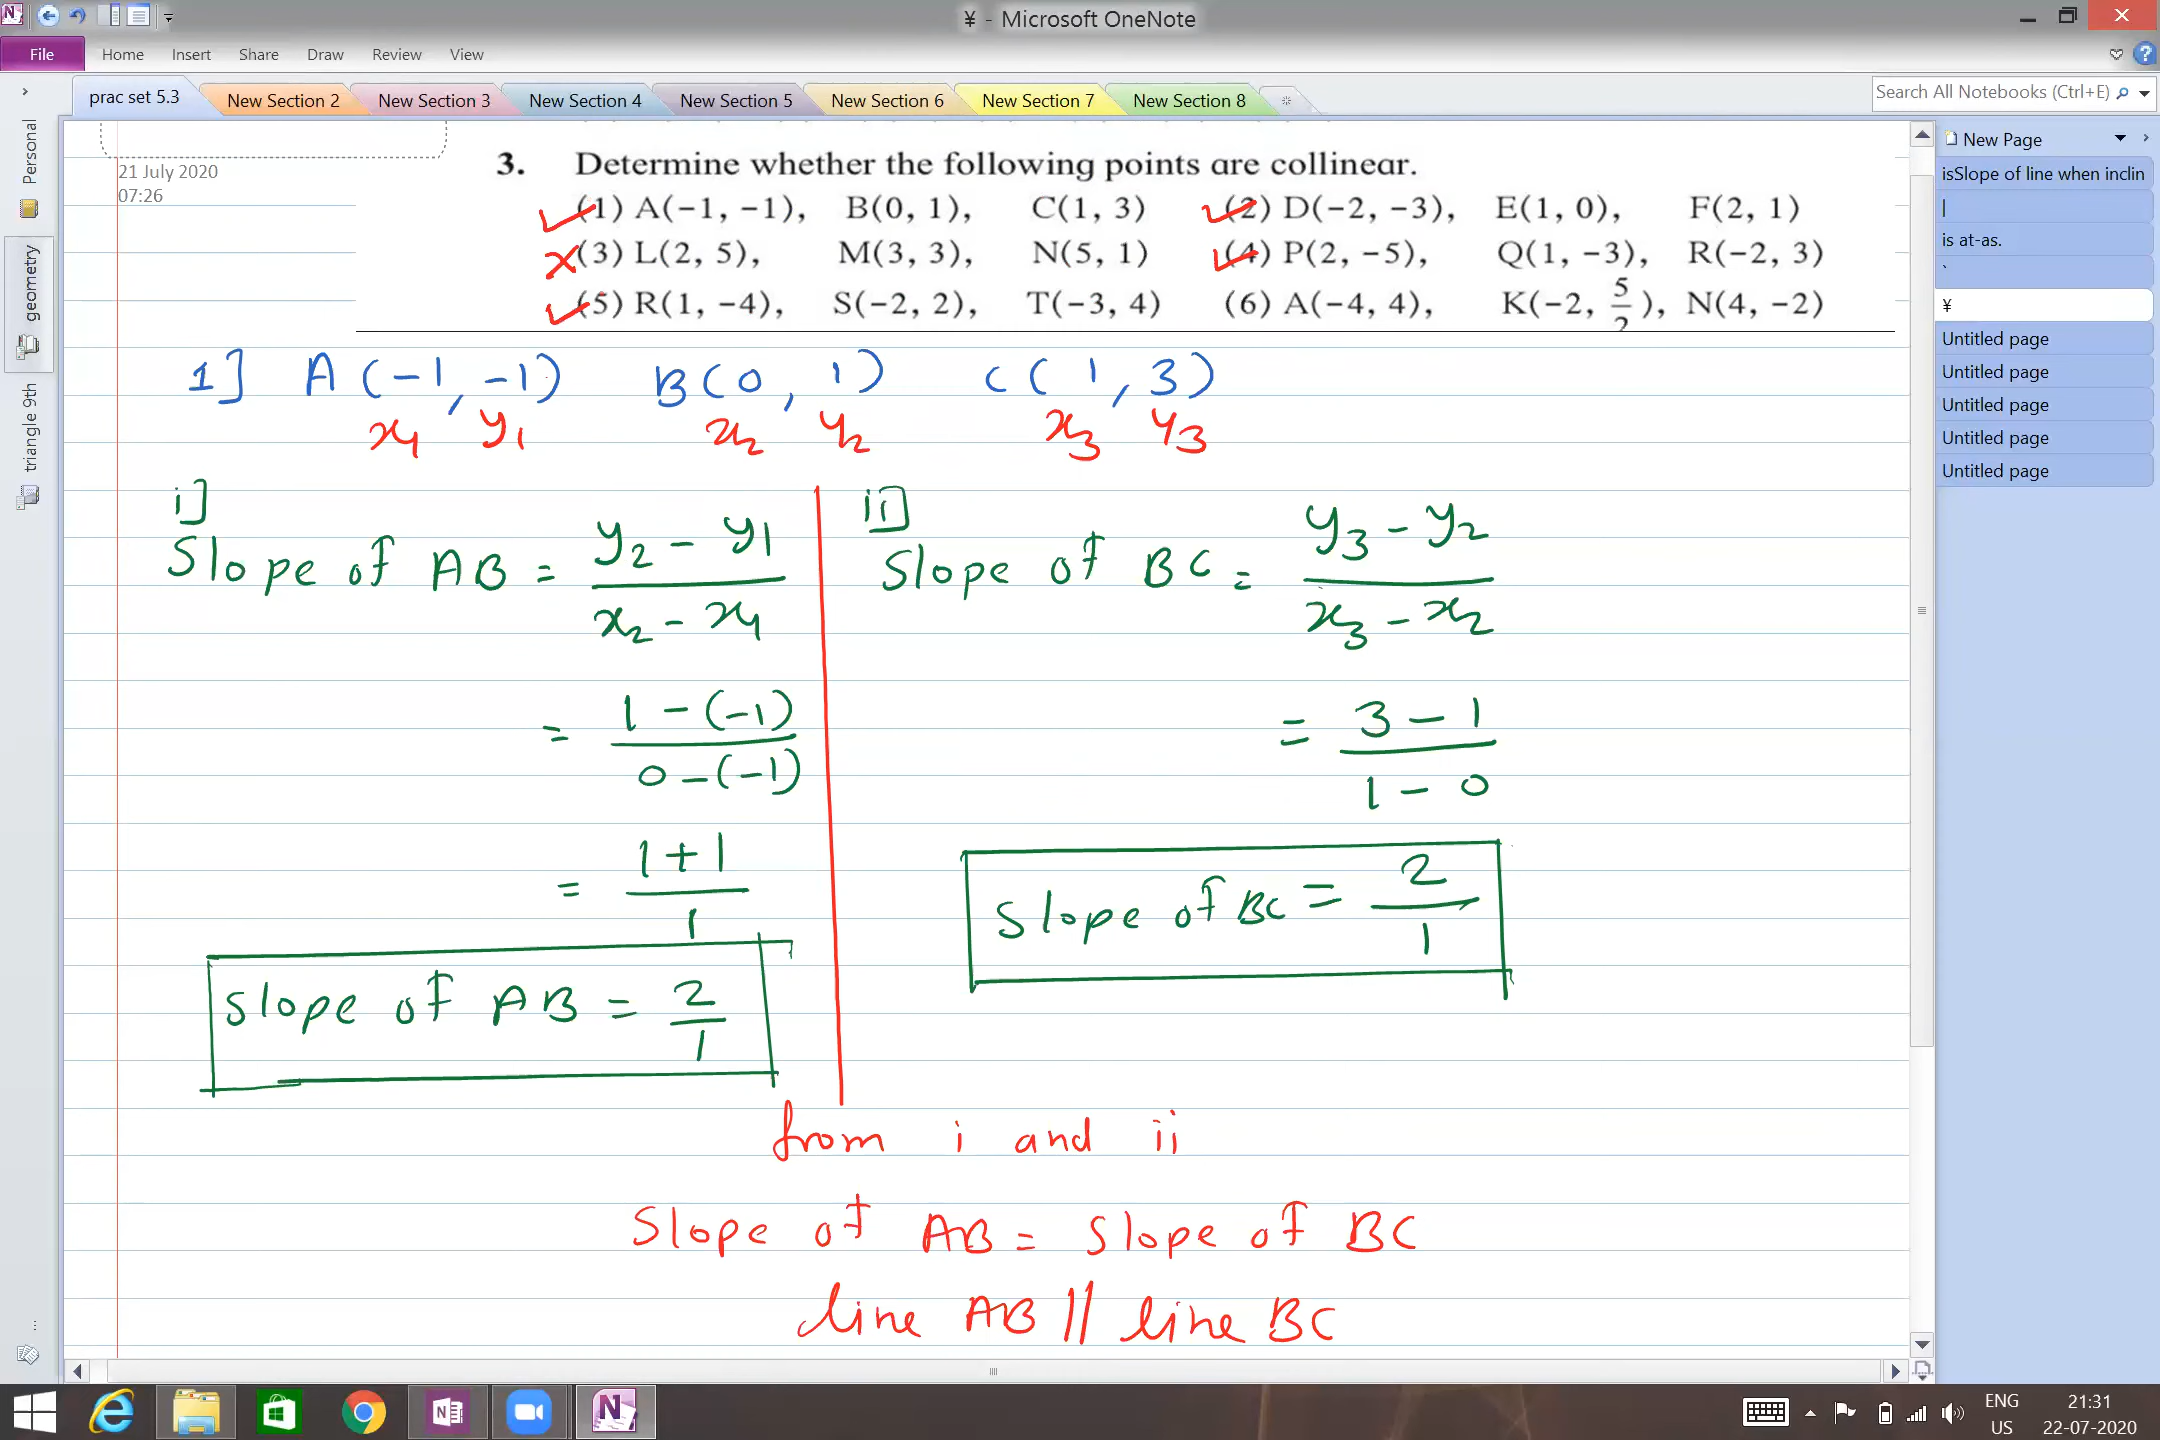 ¥ - Microsoft OneNote
File Home Insert Share Draw Review View
prac set 5.3 New Section 2 New Section 3 New Section 4 New Section 5 New Section 6 New Section 7 New Section 8
Search All Notebooks (Ctrl+E)
Personal
geometry
triangle 9th
New Page
isSlope of line when inclin
|
is at-as.
`
¥
Untitled page
Untitled page
Untitled page
Untitled page
Untitled page
21 July 2020
07:26
3. Determine whether the following points are collinear.
(1) A(−1, −1), B(0, 1), C(1, 3) (2) D(−2, −3), E(1, 0), F(2, 1)
(3) L(2, 5), M(3, 3), N(5, 1) (4) P(2, −5), Q(1, −3), R(−2, 3)
(5) R(1, −4), S(−2, 2), T(−3, 4) (6) A(−4, 4), K(−2, 5/2), N(4, −2)
1] A (−1, −1) B(0, 1) C(1, 3)
x1 y1 x2 y2 x3 y3
i]
Slope of AB = y2 − y1 / x2 − x1
= 1 − (−1) / 0 − (−1)
= 1 + 1 / 1
Slope of AB = 2/1
ii]
Slope of BC = y3 − y2 / x3 − x2
= 3 − 1 / 1 − 0
Slope of BC = 2/1
from i and ii
Slope of AB = Slope of BC
line AB || line BC
ENG
US
21:31
22-07-2020